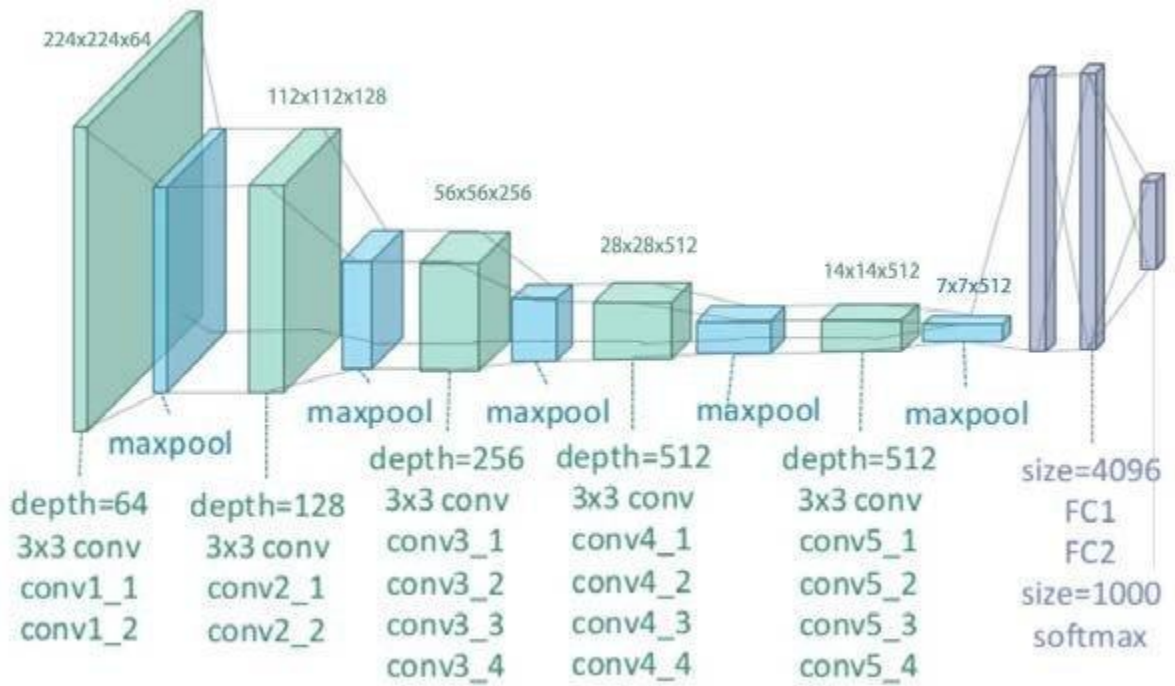 224x224x64
112x112x128
56x56x256
28x28x512
14x14x512
7x7x512
maxpool
maxpool
maxpool
maxpool
maxpool
depth=64
3x3 conv
conv1_1
conv1_2
depth=128
3x3 conv
conv2_1
conv2_2
depth=256
3x3 conv
conv3_1
conv3_2
conv3_3
conv3_4
depth=512
3x3 conv
conv4_1
conv4_2
conv4_3
conv4_4
depth=512
3x3 conv
conv5_1
conv5_2
conv5_3
conv5_4
size=4096
FC1
FC2
size=1000
softmax